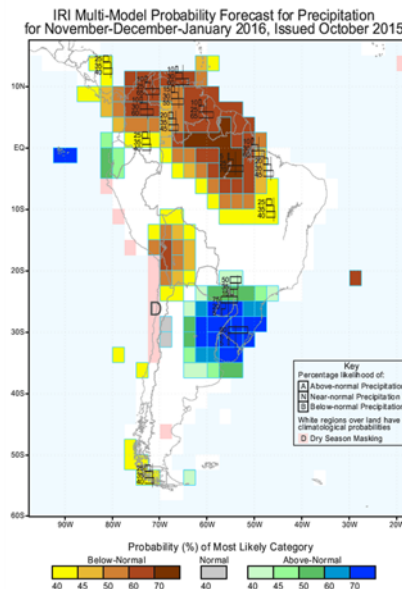 IRI Multi-Model Probability Forecast for Precipitation
for November-December-January 2016, Issued October 2015
10N
EQ
10S
20S
30S
40S
50S
60S
D
Key
Percentage likelihood of:
A Above-normal Precipitation
N Near-normal Precipitation
B Below-normal Precipitation
White regions over land have
climatological probabilities
D Dry Season Masking
90W 80W 70W 60W 50W 40W 30W 20W
Probability (%) of Most Likely Category
Below-Normal Normal Above-Normal
40 45 50 60 70 40 40 45 50 60 70